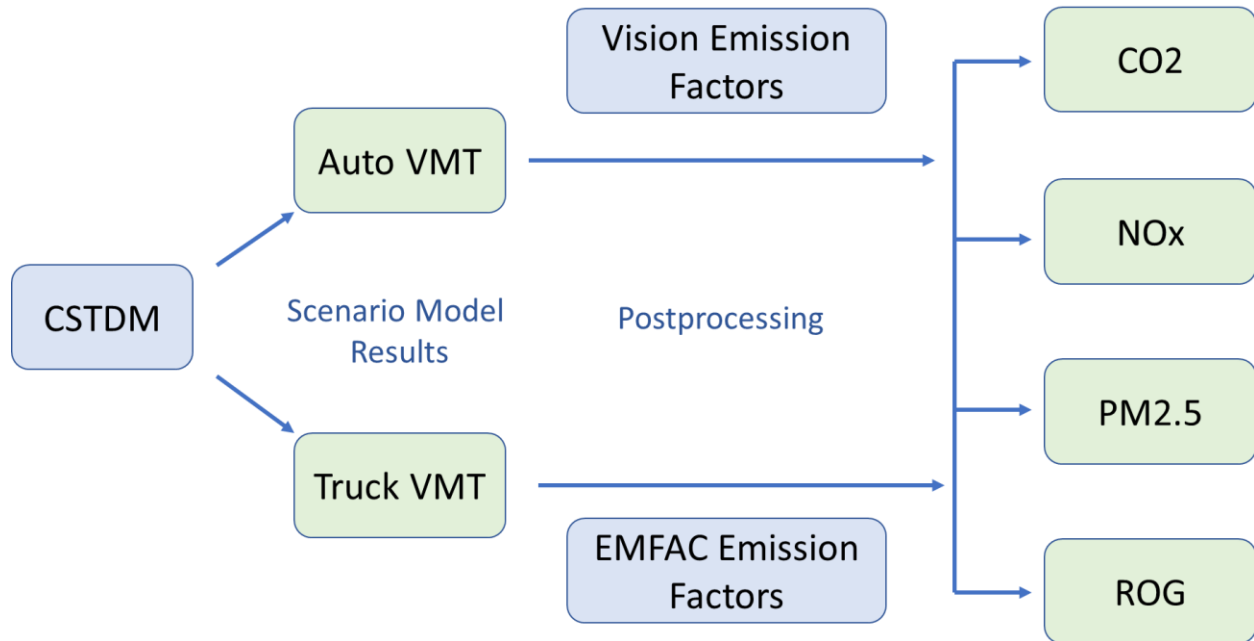 Vision Emission
Factors
CO2
Auto VMT
NOx
CSTDM
Scenario Model
Results
Postprocessing
PM2.5
Truck VMT
EMFAC Emission
Factors
ROG